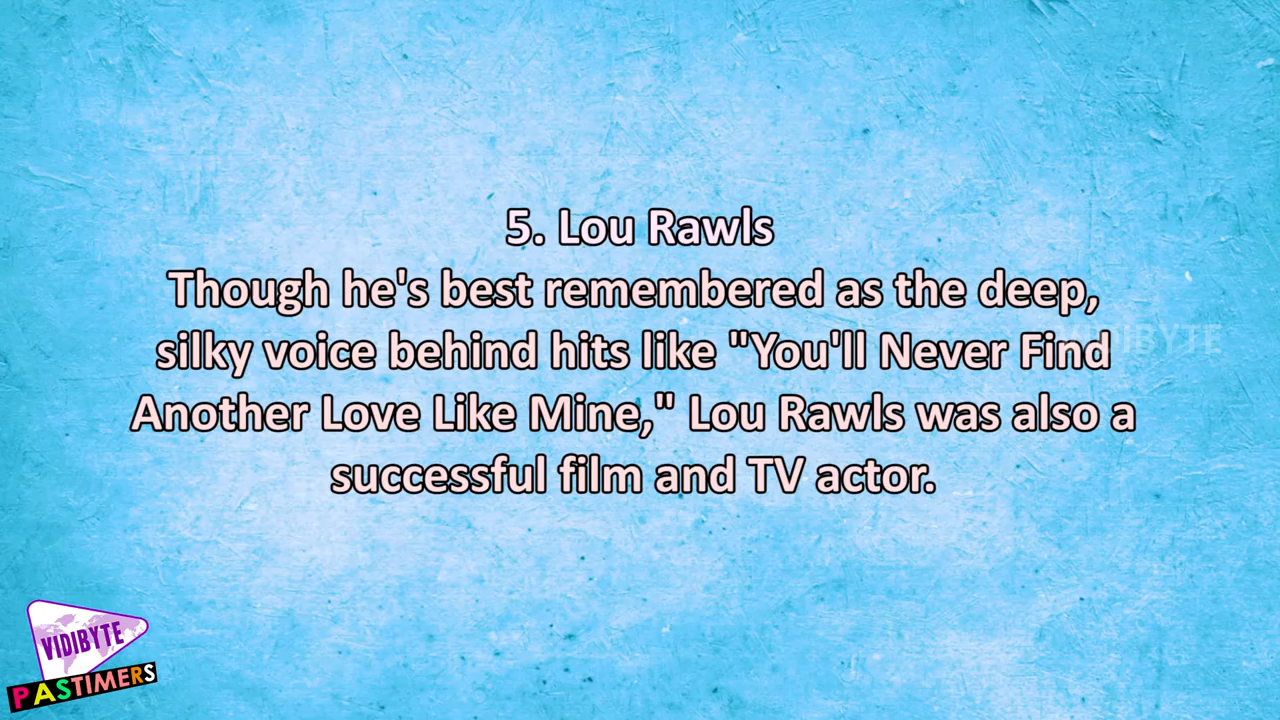 5. Lou Rawls
Though he's best remembered as the deep,
silky voice behind hits like "You'll Never Find
Another Love Like Mine," Lou Rawls was also a
successful film and TV actor.
VIDIBYTE
VIDIBYTE
PASTIMERS